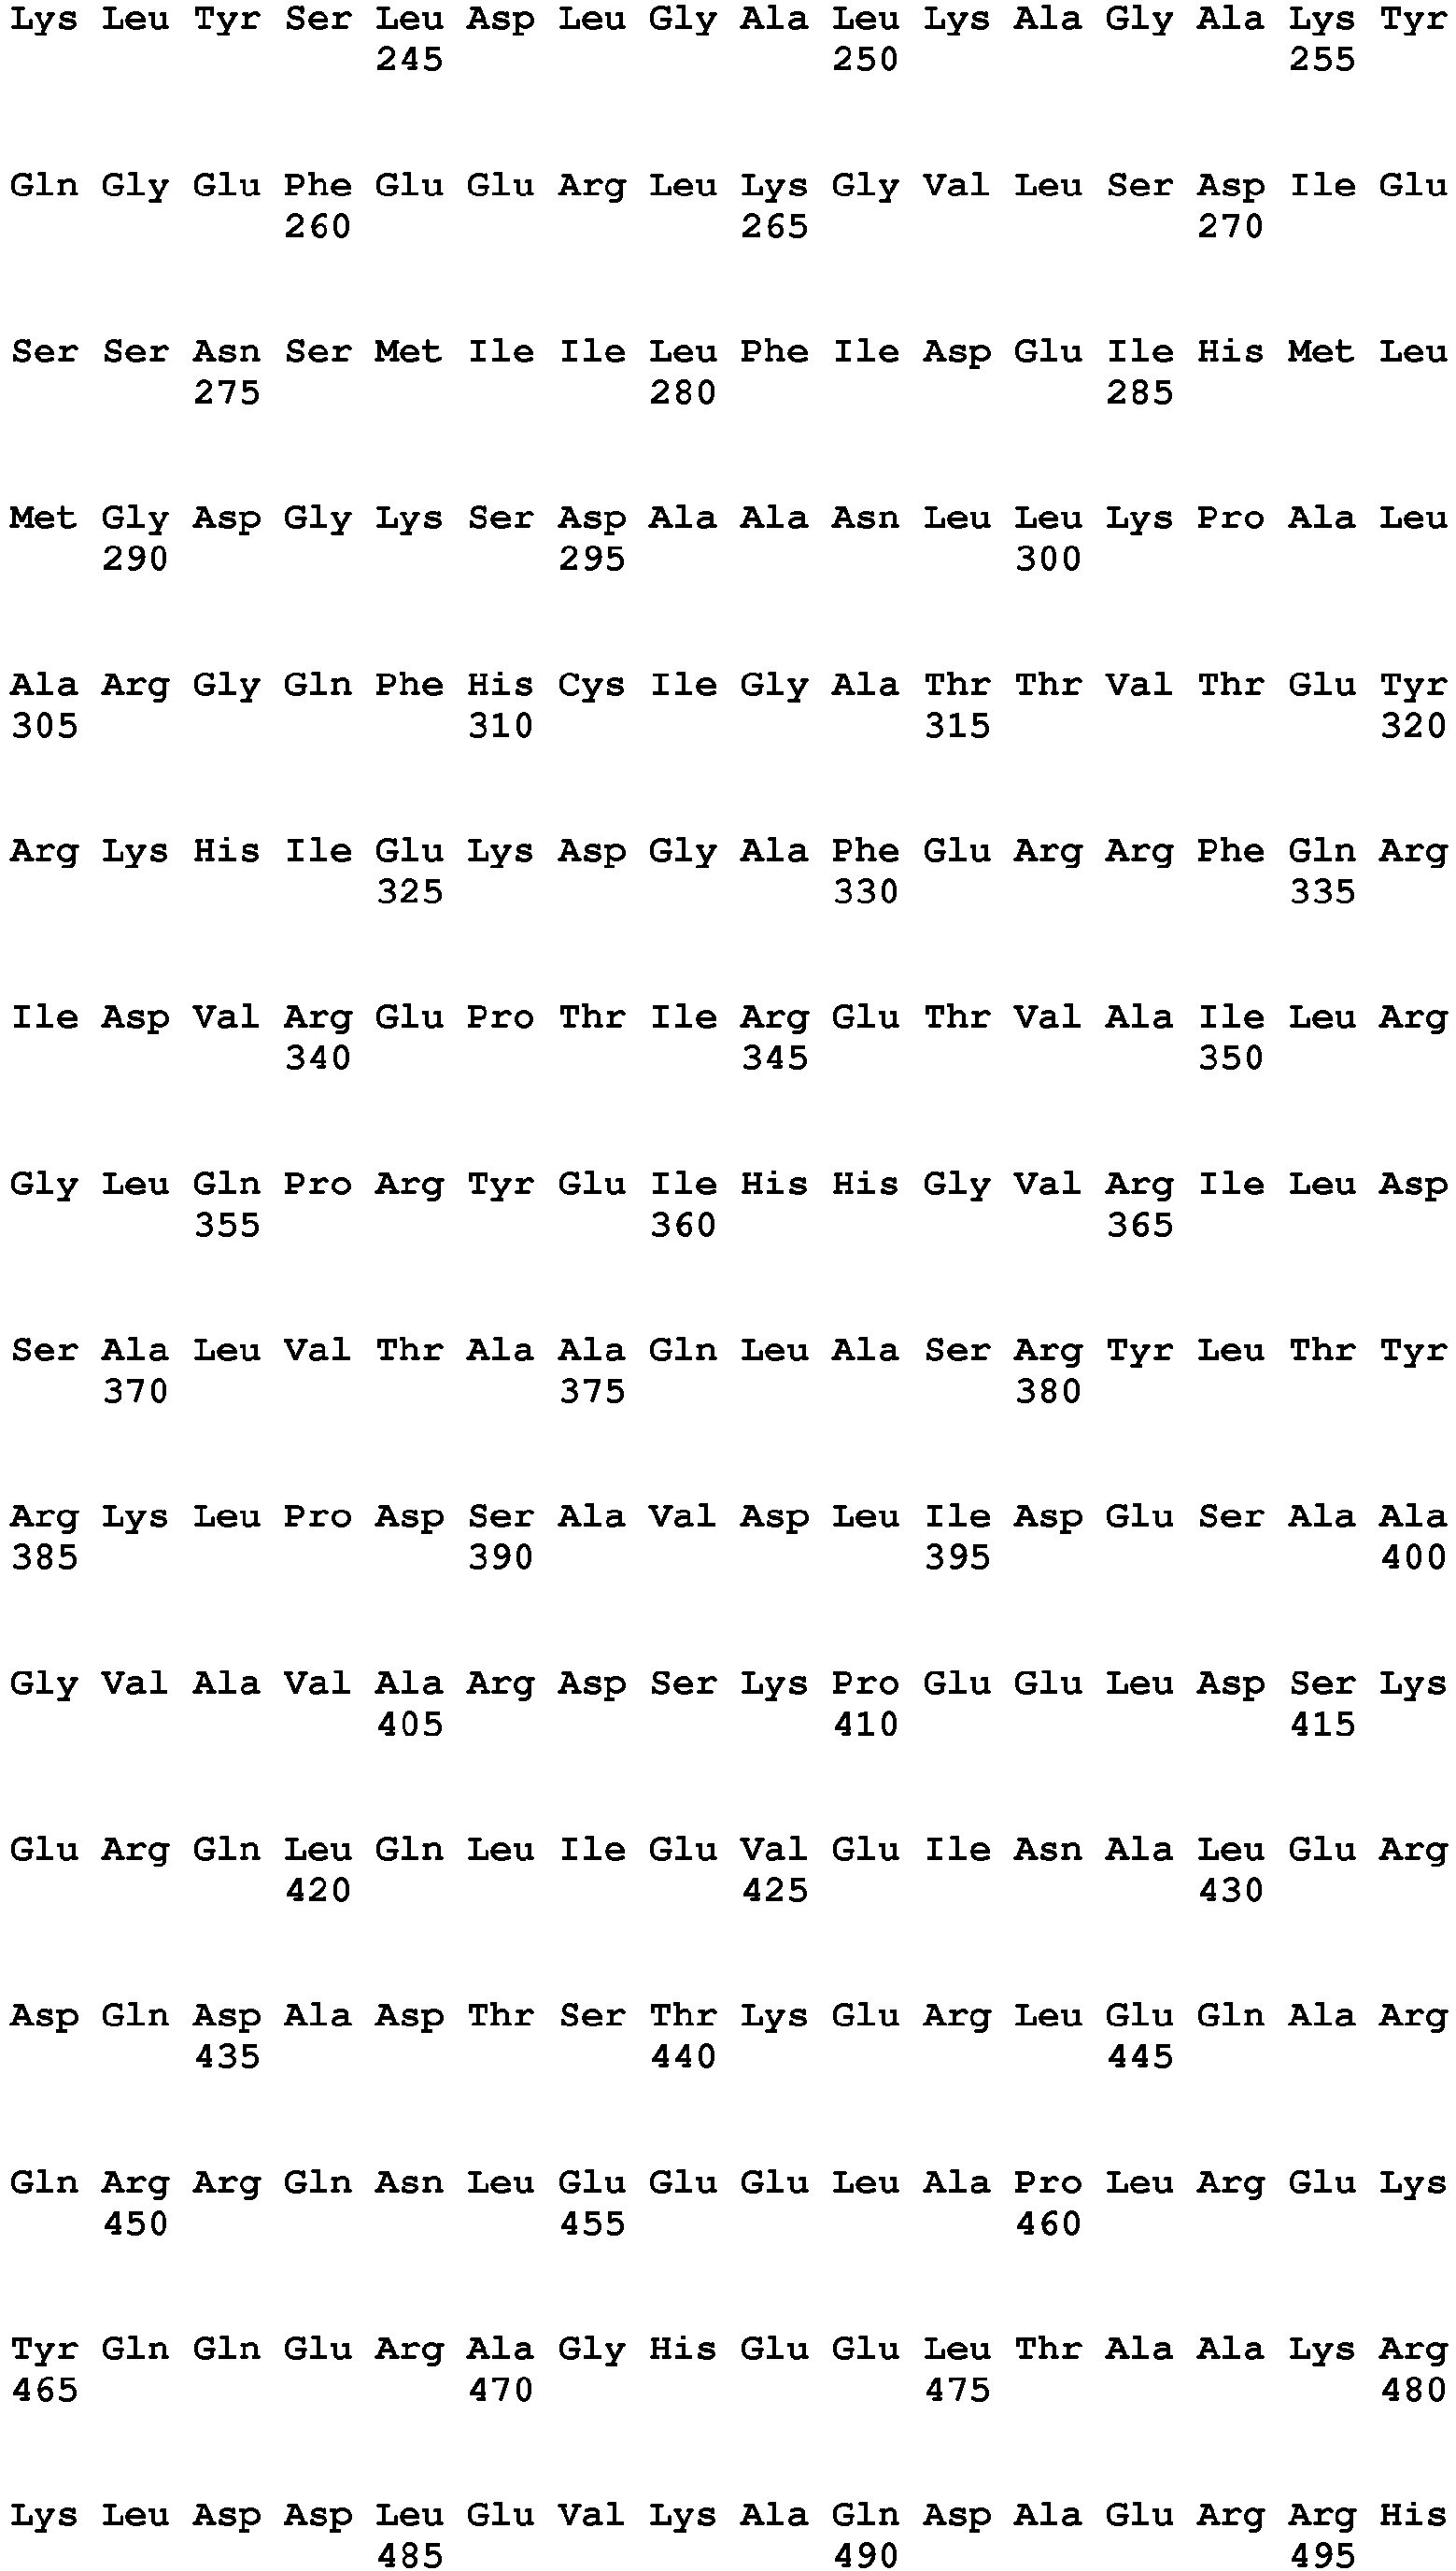 Lys Leu Tyr Ser Leu Asp Leu Gly Ala Leu Lys Ala Gly Ala Lys Tyr
245 250 255
Gln Gly Glu Phe Glu Glu Arg Leu Lys Gly Val Leu Ser Asp Ile Glu
260 265 270
Ser Ser Asn Ser Met Ile Ile Leu Phe Ile Asp Glu Ile His Met Leu
275 280 285
Met Gly Asp Gly Lys Ser Asp Ala Ala Asn Leu Leu Lys Pro Ala Leu
290 295 300
Ala Arg Gly Gln Phe His Cys Ile Gly Ala Thr Thr Val Thr Glu Tyr
305 310 315 320
Arg Lys His Ile Glu Lys Asp Gly Ala Phe Glu Arg Arg Phe Gln Arg
325 330 335
Ile Asp Val Arg Glu Pro Thr Ile Arg Glu Thr Val Ala Ile Leu Arg
340 345 350
Gly Leu Gln Pro Arg Tyr Glu Ile His His Gly Val Arg Ile Leu Asp
355 360 365
Ser Ala Leu Val Thr Ala Ala Gln Leu Ala Ser Arg Tyr Leu Thr Tyr
370 375 380
Arg Lys Leu Pro Asp Ser Ala Val Asp Leu Ile Asp Glu Ser Ala Ala
385 390 395 400
Gly Val Ala Val Ala Arg Asp Ser Lys Pro Glu Glu Leu Asp Ser Lys
405 410 415
Glu Arg Gln Leu Gln Leu Ile Glu Val Glu Ile Asn Ala Leu Glu Arg
420 425 430
Asp Gln Asp Ala Asp Thr Ser Thr Lys Glu Arg Leu Glu Gln Ala Arg
435 440 445
Gln Arg Arg Gln Asn Leu Glu Glu Glu Leu Ala Pro Leu Arg Glu Lys
450 455 460
Tyr Gln Gln Glu Arg Ala Gly His Glu Glu Leu Thr Ala Ala Lys Arg
465 470 475 480
Lys Leu Asp Asp Leu Glu Val Lys Ala Gln Asp Ala Glu Arg Arg His
485 490 495